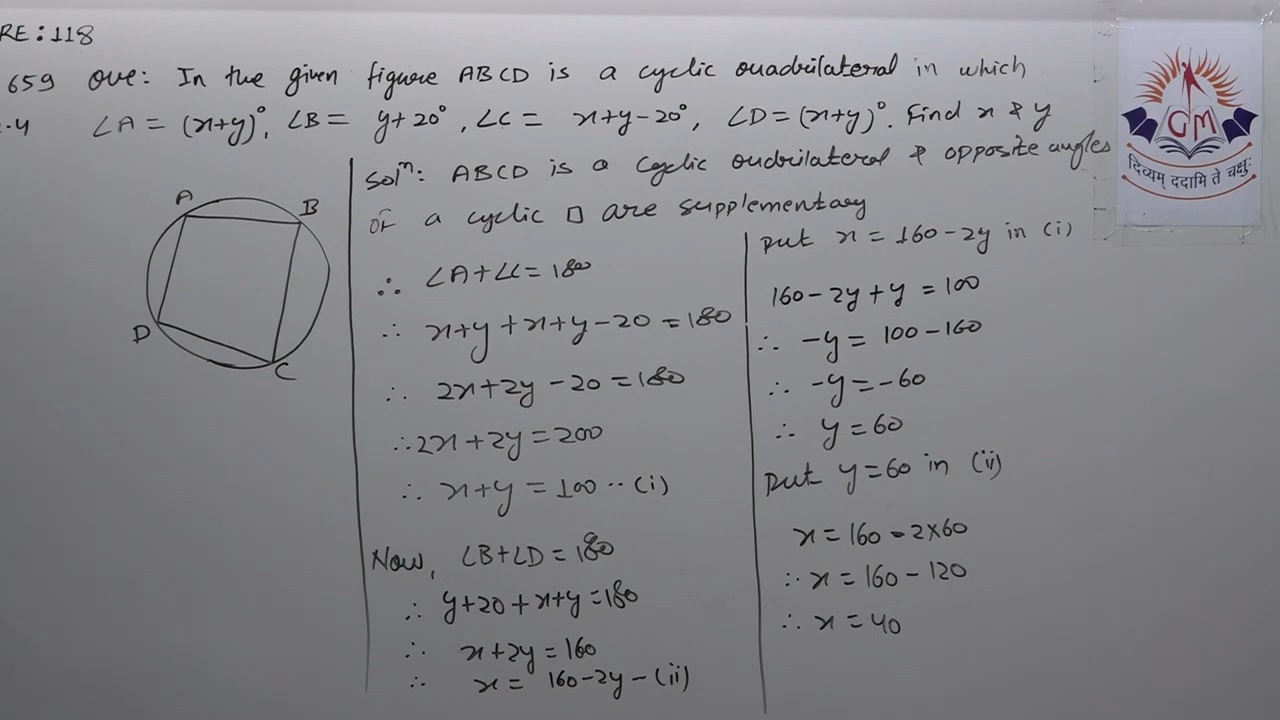 RE: 118
659 Que: In the given figure ABCD is a cyclic quadrilateral in which
:.4 ∠A = (x+y)°, ∠B = y+20°, ∠C = x+y-20°, ∠D = (x+y)°. Find x & y
A
B
D
C
Solⁿ: ABCD is a cyclic quadrilateral & opposite angles
of a cyclic □ are supplementary
∴ ∠A+∠C=180
∴ x+y+x+y-20=180
∴ 2x+2y-20=180
∴ 2x+2y=200
∴ x+y=100 ..(i)
Now, ∠B+∠D=180
∴ y+20+x+y=180
∴ x+2y=160
∴ x= 160-2y-(ii)
Put x=160-2y in (i)
160-2y+y=100
∴ -y= 100-160
∴ -y=-60
∴ y=60
Put y=60 in (ii)
x=160-2×60
∴ x=160-120
∴ x=40
GM
दिव्यम् ददामि ते चक्षुः